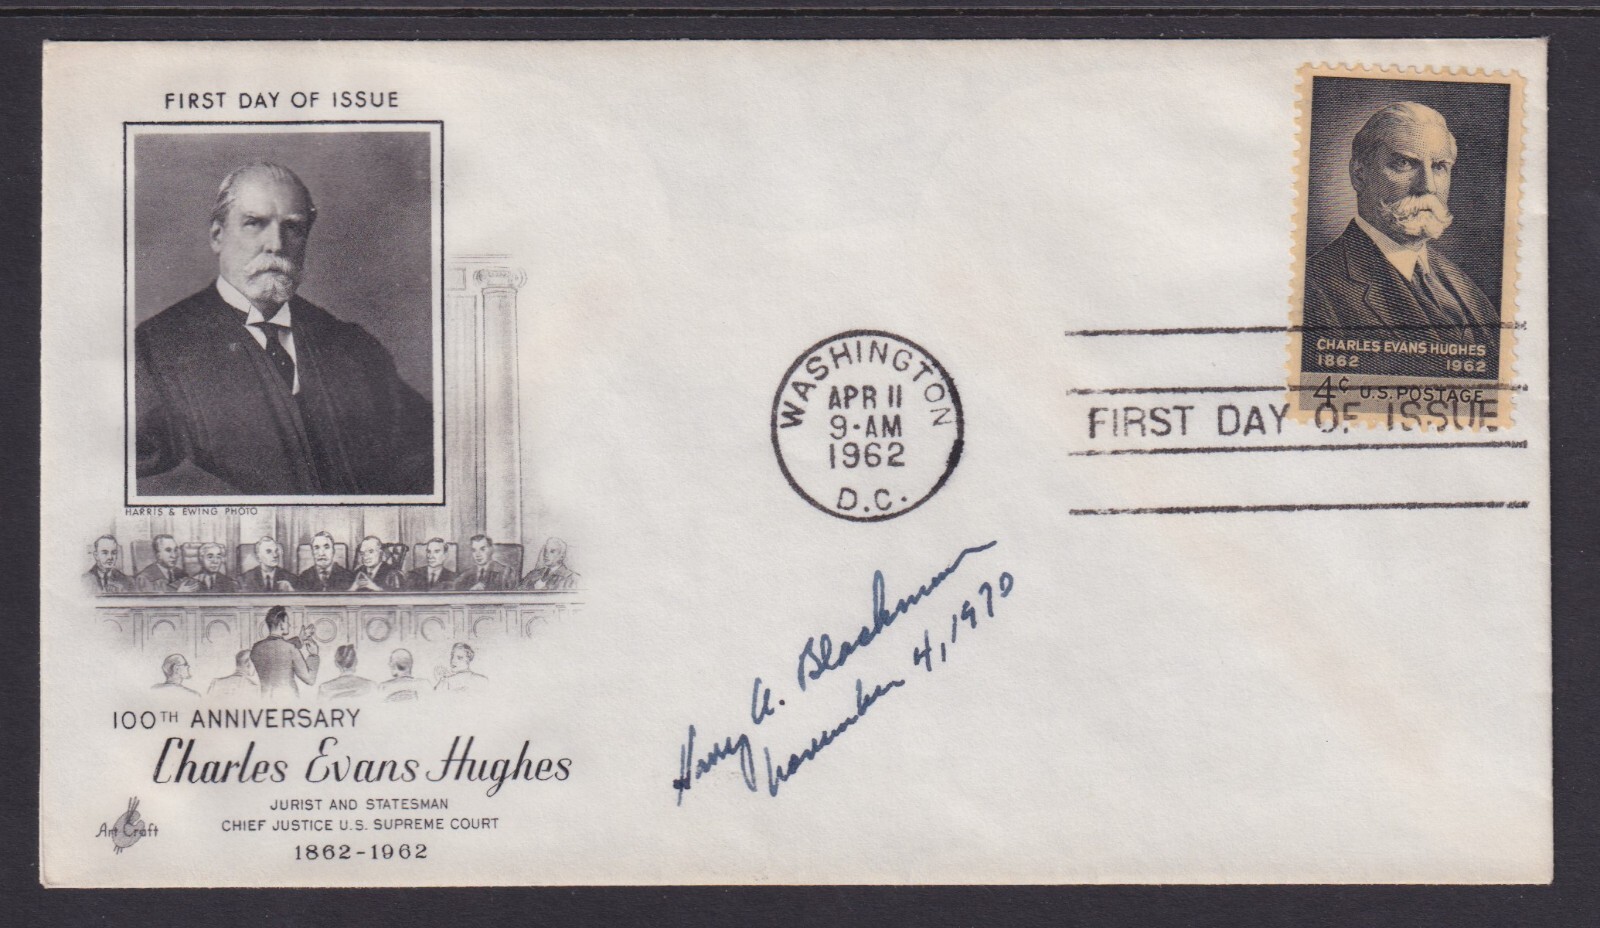 FIRST DAY OF ISSUE
HARRIS & EWING PHOTO
100TH ANNIVERSARY
Charles Evans Hughes
JURIST AND STATESMAN
CHIEF JUSTICE U.S. SUPREME COURT
1862-1962
Art Craft
WASHINGTON
APR 11
9-AM
1962
D.C.
CHARLES EVANS HUGHES
1862 1962
4¢ U.S. POSTAGE
FIRST DAY OF ISSUE
Harry A. Blackmun
November 4, 1970